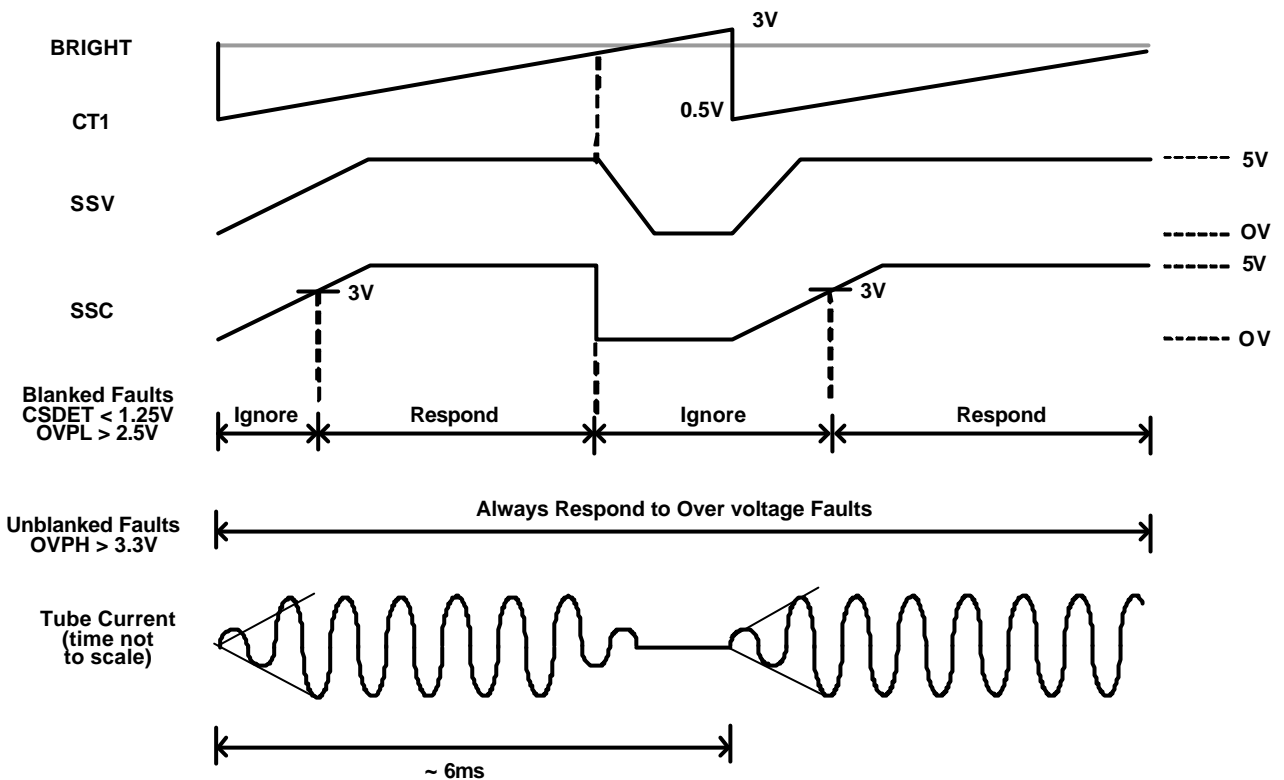 3V
BRIGHT
0.5V
CT1
5V
SSV
OV
5V
3V
3V
SSC
OV
Blanked Faults
CSDET < 1.25V
OVPL > 2.5V
Ignore
Respond
Ignore
Respond
Always Respond to Over voltage Faults
Unblanked Faults
OVPH > 3.3V
Tube Current
(time not
to scale)
~ 6ms